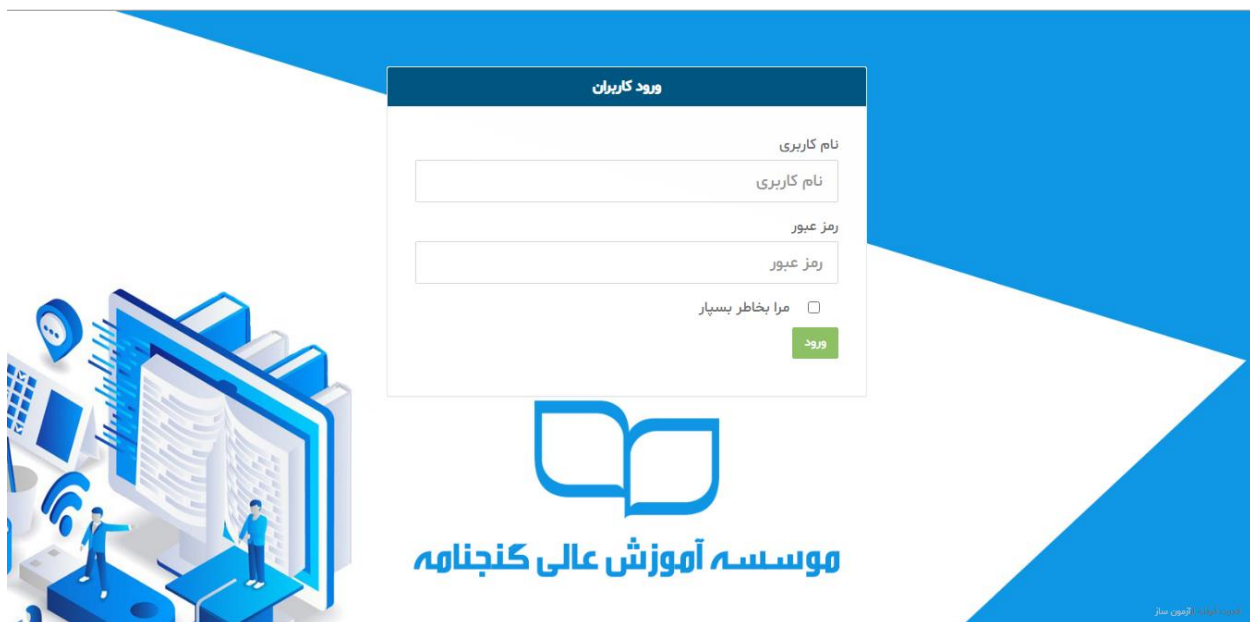 ورود کاربران
نام کاربری
نام کاربری
رمز عبور
رمز عبور
مرا بخاطر بسپار
ورود
موسسه آموزش عالی گنجنامه
آزمون ساز